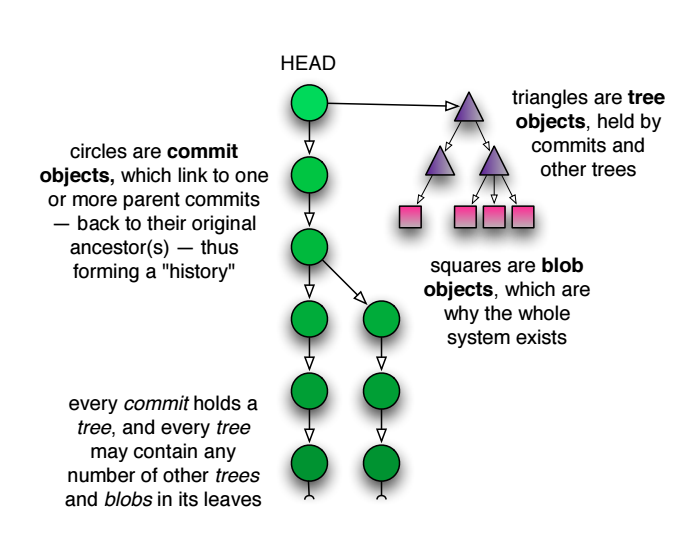 HEAD
triangles are tree
objects, held by
commits and
other trees
circles are commit
objects, which link to one
or more parent commits
— back to their original
ancestor(s) — thus
forming a "history"
squares are blob
objects, which are
why the whole
system exists
every commit holds a
tree, and every tree
may contain any
number of other trees
and blobs in its leaves